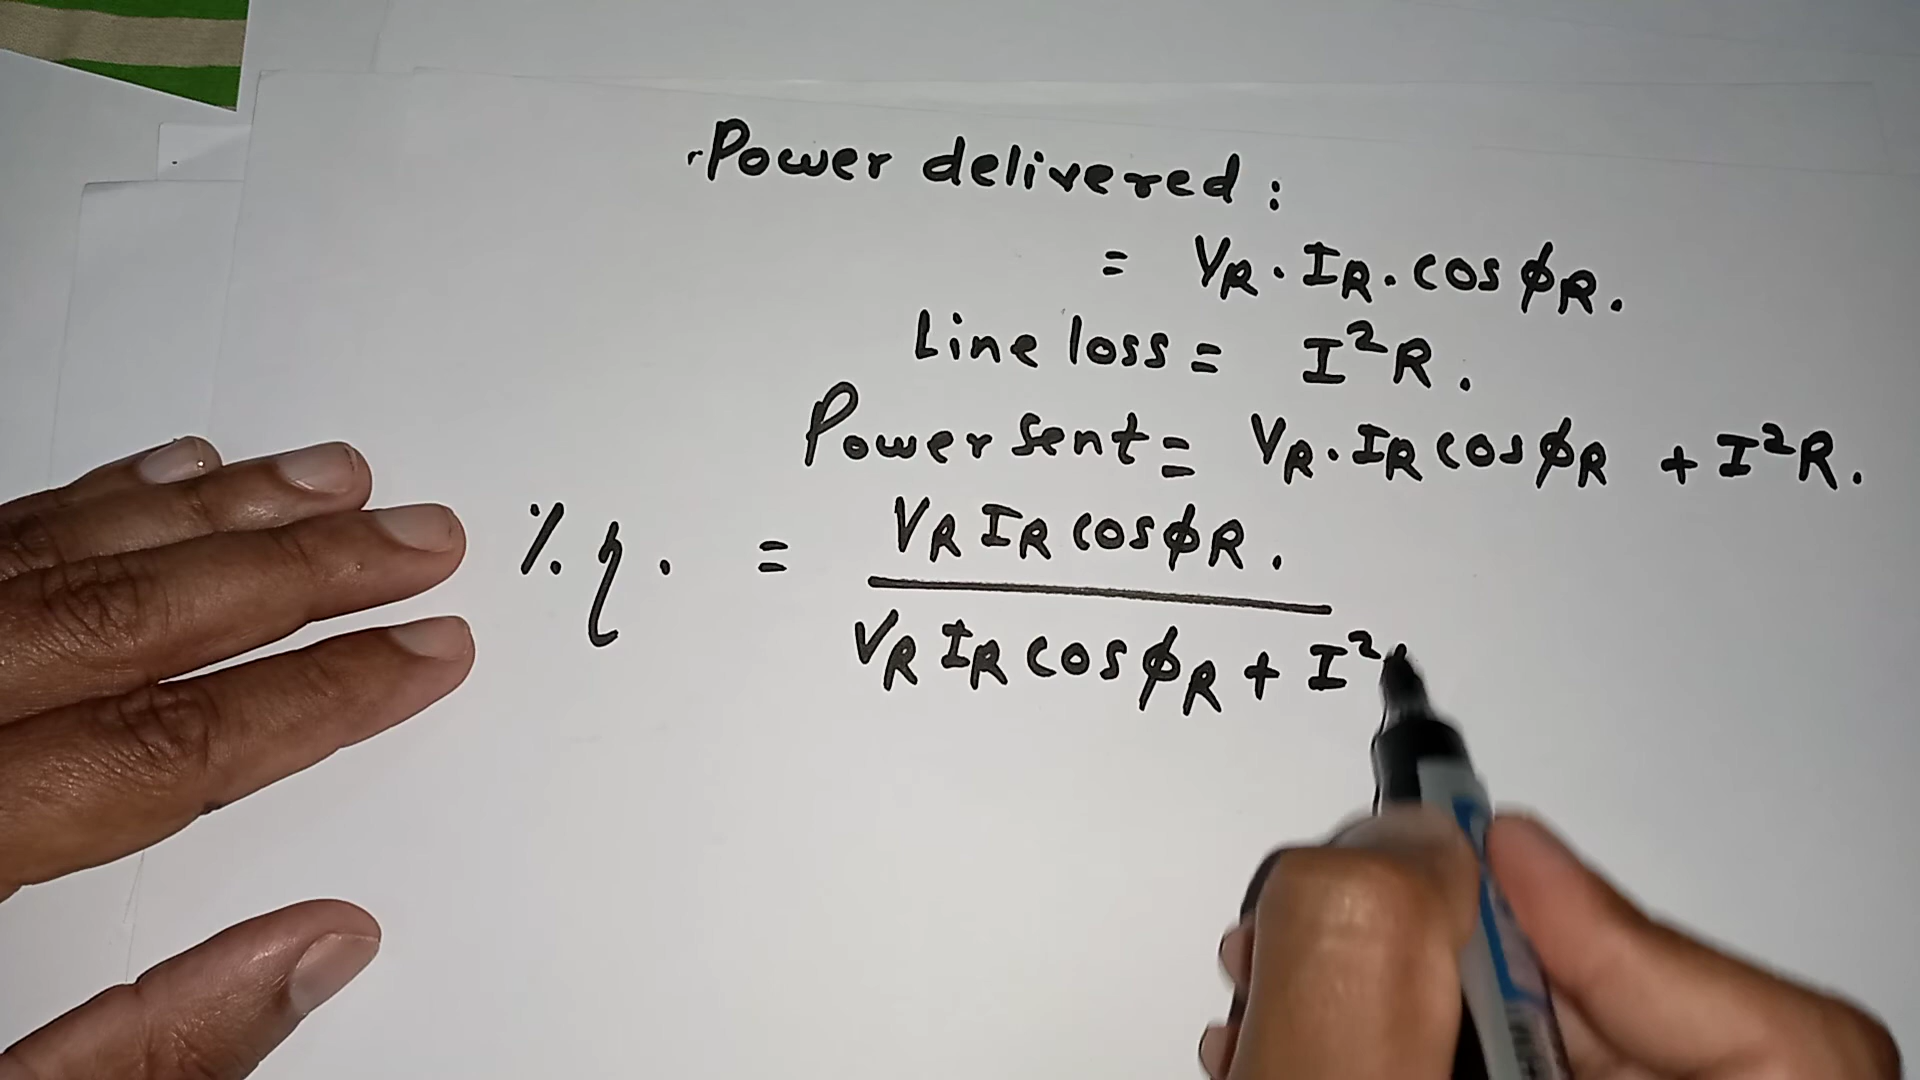 Power delivered :
= VR . IR . cos ϕR .
Line loss = I²R .
Power sent = VR . IR cos ϕR + I²R .
% η . = VR IR cos ϕR .
VR IR cos ϕR + I²